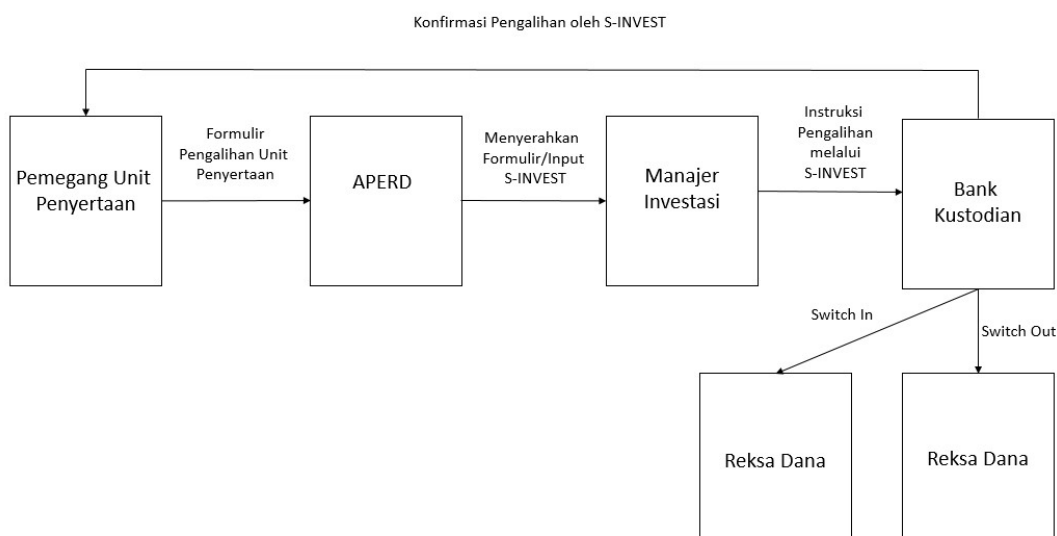 Konfirmasi Pengalihan oleh S-INVEST
Pemegang Unit
Penyertaan
Formulir
Pengalihan Unit
Penyertaan
APERD
Menyerahkan
Formulir/Input
S-INVEST
Manajer
Investasi
Instruksi
Pengalihan
melalui
S-INVEST
Bank
Kustodian
Switch In
Switch Out
Reksa Dana
Reksa Dana